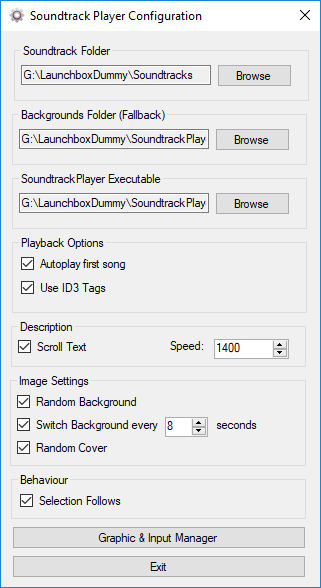 Soundtrack Player Configuration
Soundtrack Folder
G:\LaunchboxDummy\Soundtracks Browse
Backgrounds Folder (Fallback)
G:\LaunchboxDummy\SoundtrackPlay Browse
SoundtrackPlayer Executable
G:\LaunchboxDummy\SoundtrackPlay Browse
Playback Options
Autoplay first song
Use ID3 Tags
Description
Scroll Text Speed: 1400
Image Settings
Random Background
Switch Background every 8 seconds
Random Cover
Behaviour
Selection Follows
Graphic & Input Manager
Exit